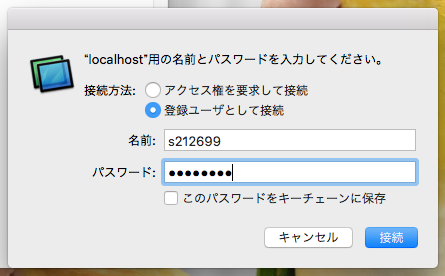 “localhost”用の名前とパスワードを入力してください。
接続方法: アクセス権を要求して接続
登録ユーザとして接続
名前: s212699
パスワード: ●●●●●●●●
このパスワードをキーチェーンに保存
キャンセル 接続